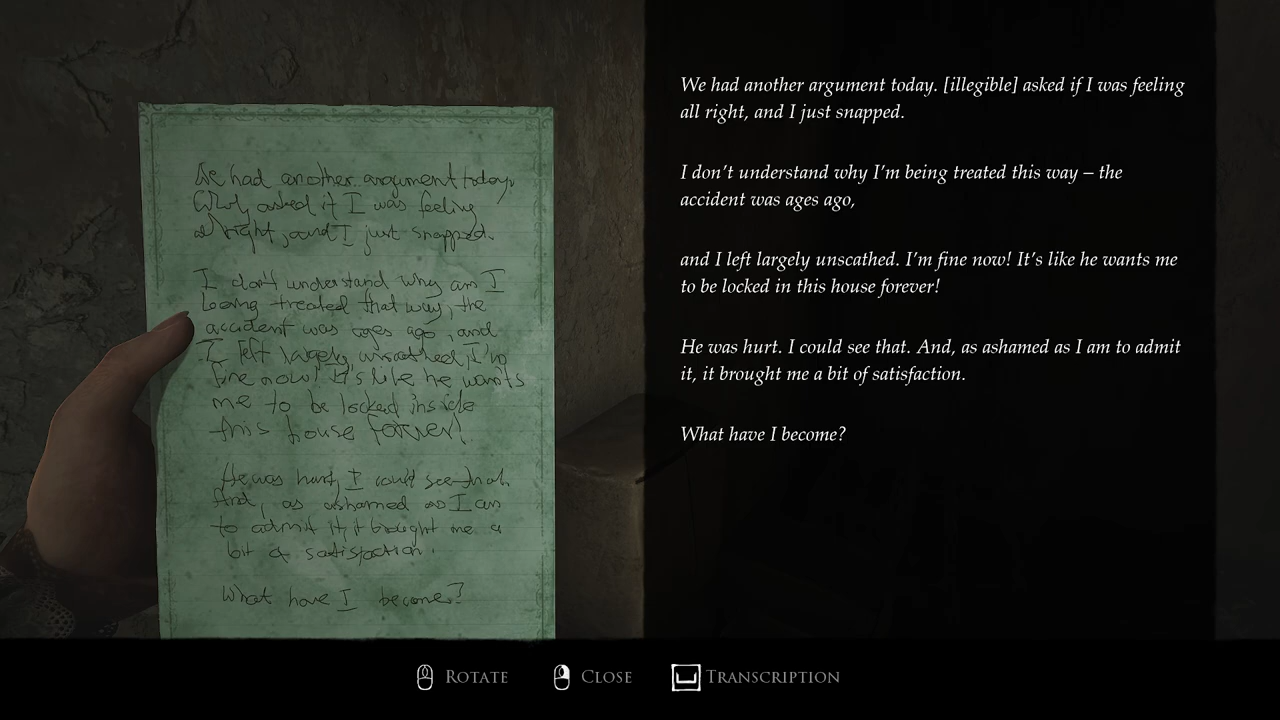 We had another argument today,
asked if I was feeling
all right, and I just snapped.
I don't understand why am I
being treated that way, the
accident was ages ago, and
I left largely unscathed, I'm
fine now! It's like he wants
me to be locked inside
this house forever!
He was hurt, I could see that.
And, as ashamed as I am
to admit it, it brought me a
bit of satisfaction.
What have I become?
We had another argument today. [illegible] asked if I was feeling
all right, and I just snapped.
I don't understand why I'm being treated this way – the
accident was ages ago,
and I left largely unscathed. I'm fine now! It's like he wants me
to be locked in this house forever!
He was hurt. I could see that. And, as ashamed as I am to admit
it, it brought me a bit of satisfaction.
What have I become?
ROTATE CLOSE TRANSCRIPTION